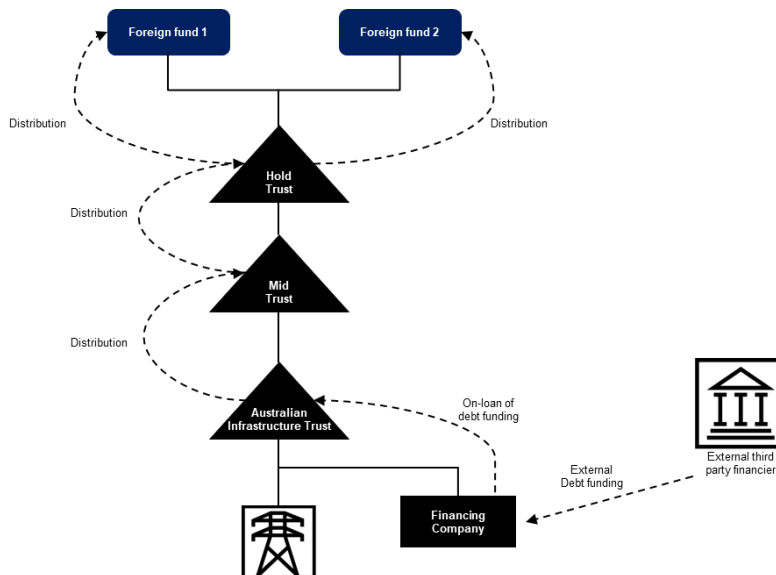 Foreign fund 1
Foreign fund 2
Distribution
Distribution
Hold
Trust
Distribution
Mid
Trust
Distribution
Australian
Infrastructure Trust
On-loan of
debt funding
External third
party financier
External
Debt funding
Financing
Company